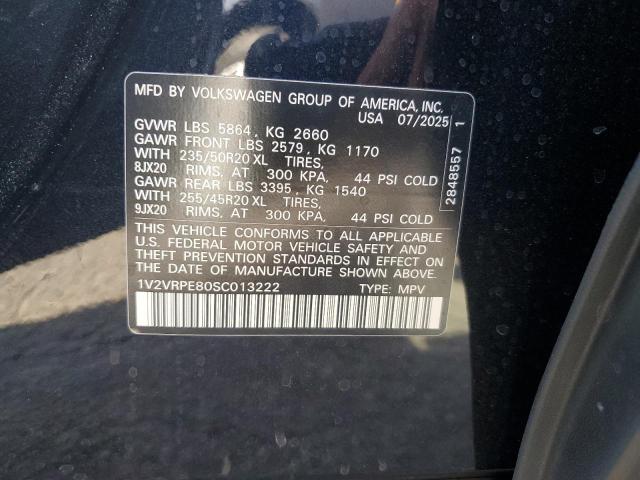 MFD BY VOLKSWAGEN GROUP OF AMERICA, INC.
USA 07/2025
GVWR LBS 5864, KG 2660
GAWR FRONT LBS 2579, KG 1170
WITH 235/50R20 XL TIRES,
8JX20 RIMS, AT 300 KPA, 44 PSI COLD
GAWR REAR LBS 3395, KG 1540
WITH 255/45R20 XL TIRES,
9JX20 RIMS, AT 300 KPA, 44 PSI COLD
THIS VEHICLE CONFORMS TO ALL APPLICABLE
U.S. FEDERAL MOTOR VEHICLE SAFETY AND
THEFT PREVENTION STANDARDS IN EFFECT ON
THE DATE OF MANUFACTURE SHOWN ABOVE.
1V2VRPE80SC013222 TYPE: MPV
2848557 1